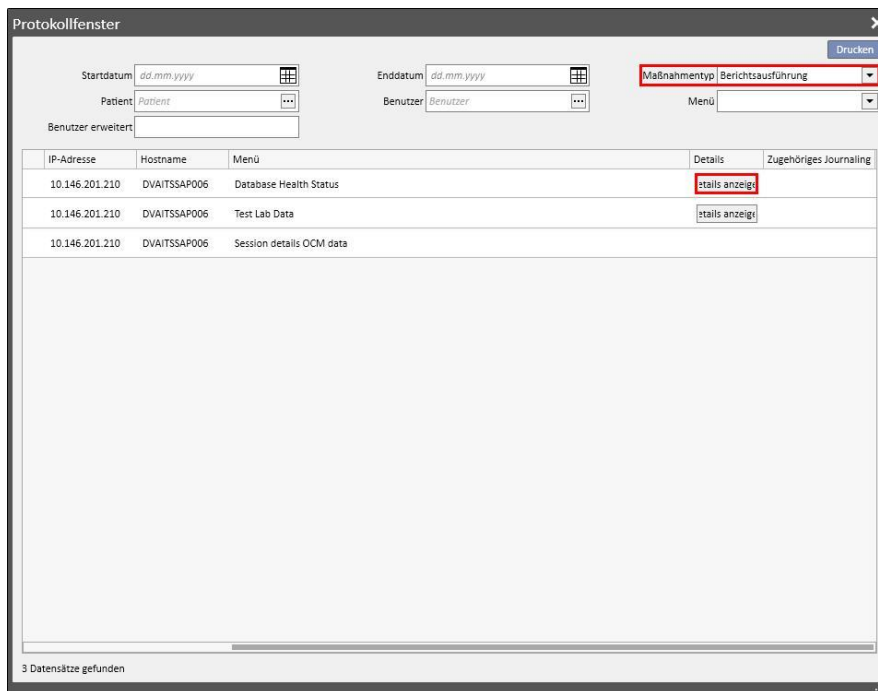 Protokollfenster
Drucken
Startdatum dd.mm.yyyy Enddatum dd.mm.yyyy Maßnahmentyp Berichtsausführung
Patient Patient Benutzer Benutzer Menü
Benutzer erweitert
IP-Adresse Hostname Menü Details Zugehöriges Journaling
10.146.201.210 DVAITSSAP006 Database Health Status etails anzeige
10.146.201.210 DVAITSSAP006 Test Lab Data etails anzeige
10.146.201.210 DVAITSSAP006 Session details OCM data
3 Datensätze gefunden